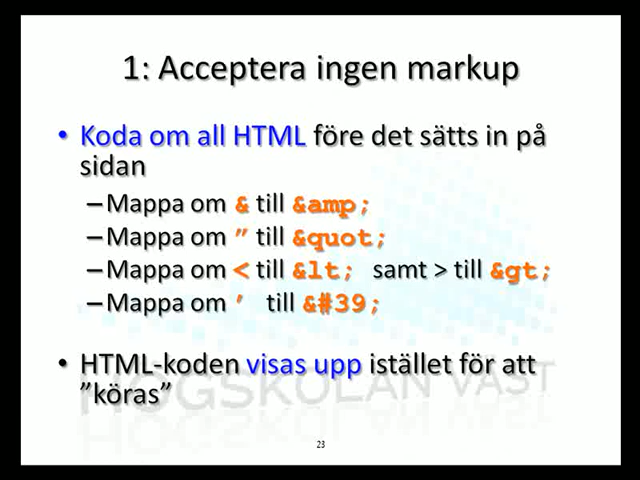 1: Acceptera ingen markup
• Koda om all HTML före det sätts in på
sidan
–Mappa om & till &amp;
–Mappa om ” till &quot;
–Mappa om < till &lt; samt > till &gt;
–Mappa om ’ till &#39;
• HTML-koden visas upp istället för att
”köras”
HÖGSKOLAN VÄST
23